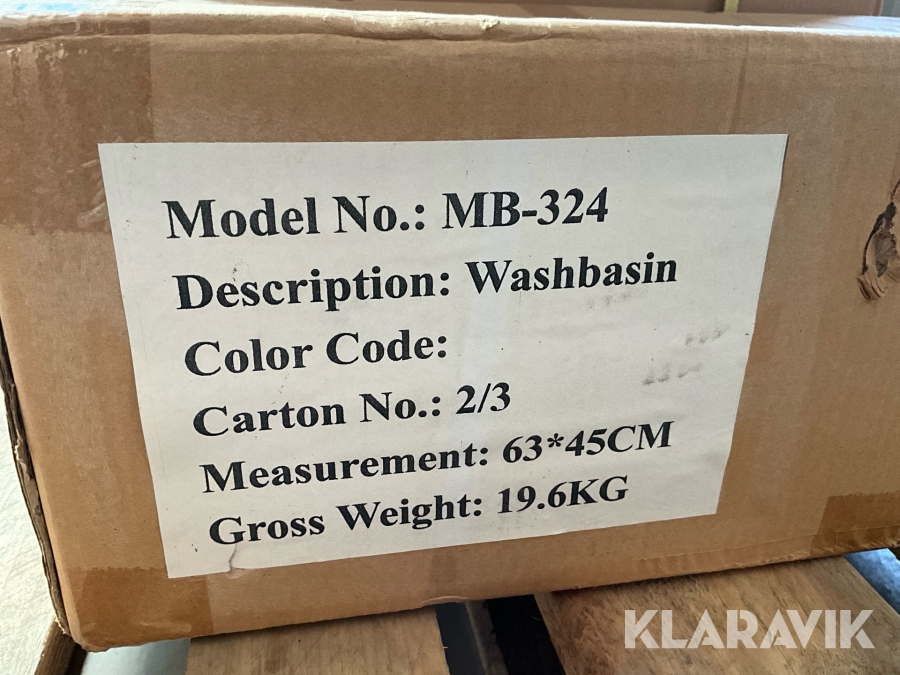 Model No.: MB-324
Description: Washbasin
Color Code:
Carton No.: 2/3
Measurement: 63*45CM
Gross Weight: 19.6KG
KLARAVIK